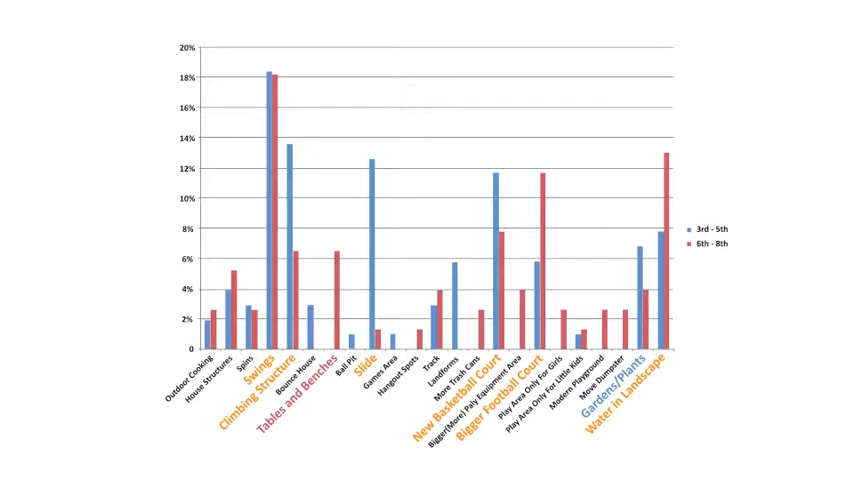 20%
18%
16%
14%
12%
10%
8%
6%
4%
2%
0
3rd - 5th
6th - 8th
Outdoor Cooking
House Structures
Spins
Swings
Climbing Structure
Bounce House
Tables and Benches
Ball Pit
Slide
Games Area
Hangout Spots
Track
Landforms
More Trash Cans
New Basketball Court
Bigger(More) Paly Equipment Area
Bigger Football Court
Play Area Only For Girls
Play Area Only For Little Kids
Modern Playground
Move Dumpster
Gardens/Plants
Water in Landscape